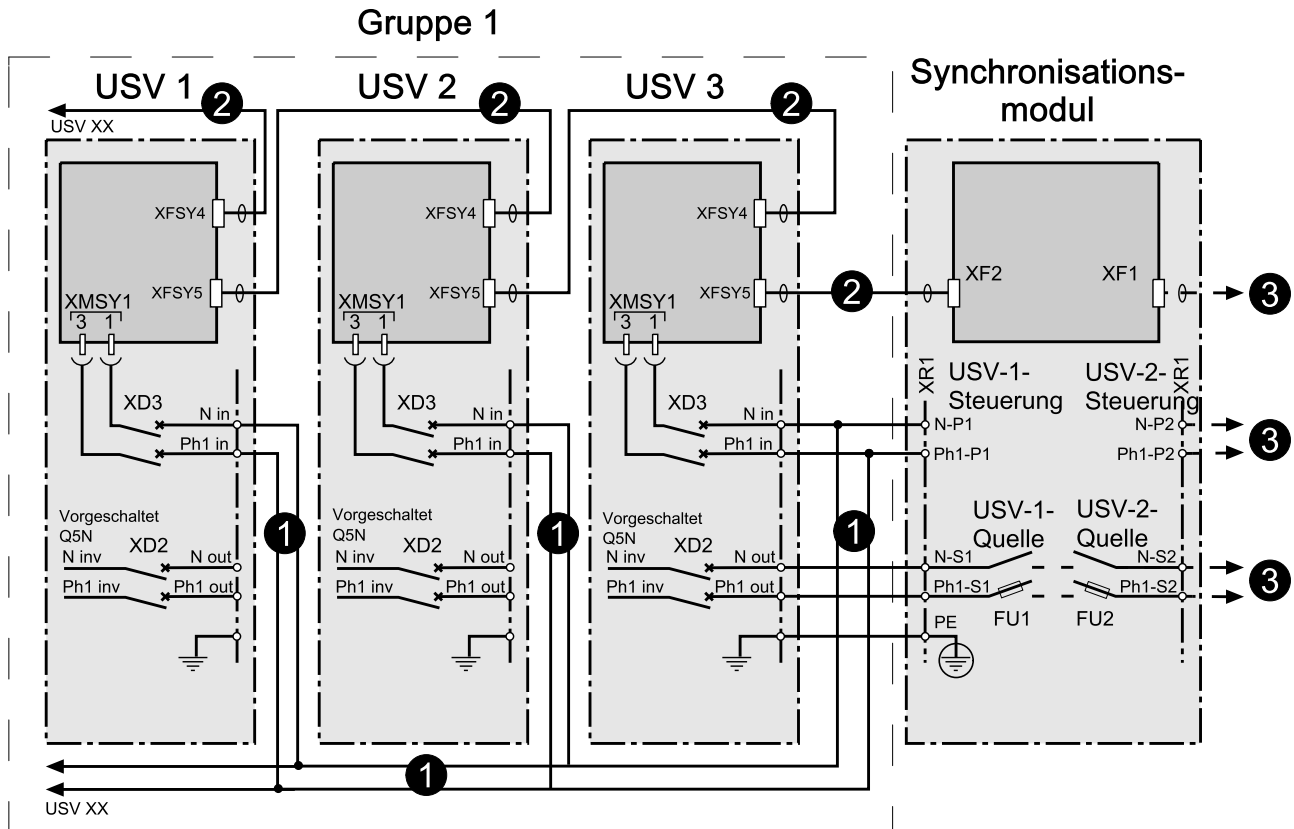 Gruppe 1
USV 1
USV 2
USV 3
Synchronisations-
modul
2
2
2
USV XX
XFSY4
XFSY4
XFSY4
XFSY5
XFSY5
XFSY5
2
XF2
XF1
3
XMSY1
3 1
XMSY1
3 1
XMSY1
3 1
XR1
USV-1-
Steuerung
USV-2-
Steuerung
XR1
XD3
N in
Ph1 in
XD3
N in
Ph1 in
XD3
N in
Ph1 in
N-P1
Ph1-P1
N-P2
Ph1-P2
3
Vorgeschaltet
Q5N
N inv
XD2
N out
Ph1 inv
Ph1 out
1
Vorgeschaltet
Q5N
N inv
XD2
N out
Ph1 inv
Ph1 out
1
Vorgeschaltet
Q5N
N inv
XD2
N out
Ph1 inv
Ph1 out
1
USV-1-
Quelle
USV-2-
Quelle
N-S1
Ph1-S1
N-S2
Ph1-S2
3
PE
FU1
FU2
1
USV XX